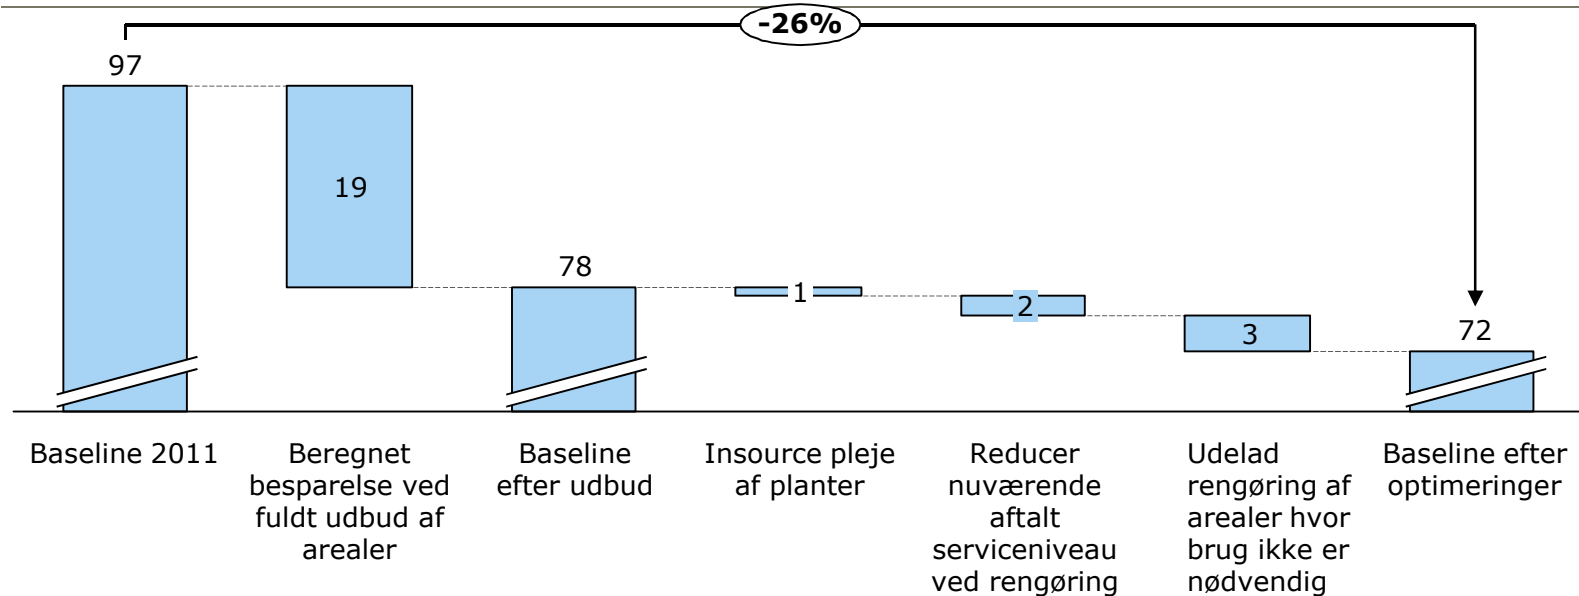 -26%
97
19
78
1
2
3
72
Baseline 2011
Beregnet
besparelse ved
fuldt udbud af
arealer
Baseline
efter udbud
Insource pleje
af planter
Reducer
nuværende
aftalt
serviceniveau
ved rengøring
Udelad
rengøring af
arealer hvor
brug ikke er
nødvendig
Baseline efter
optimeringer